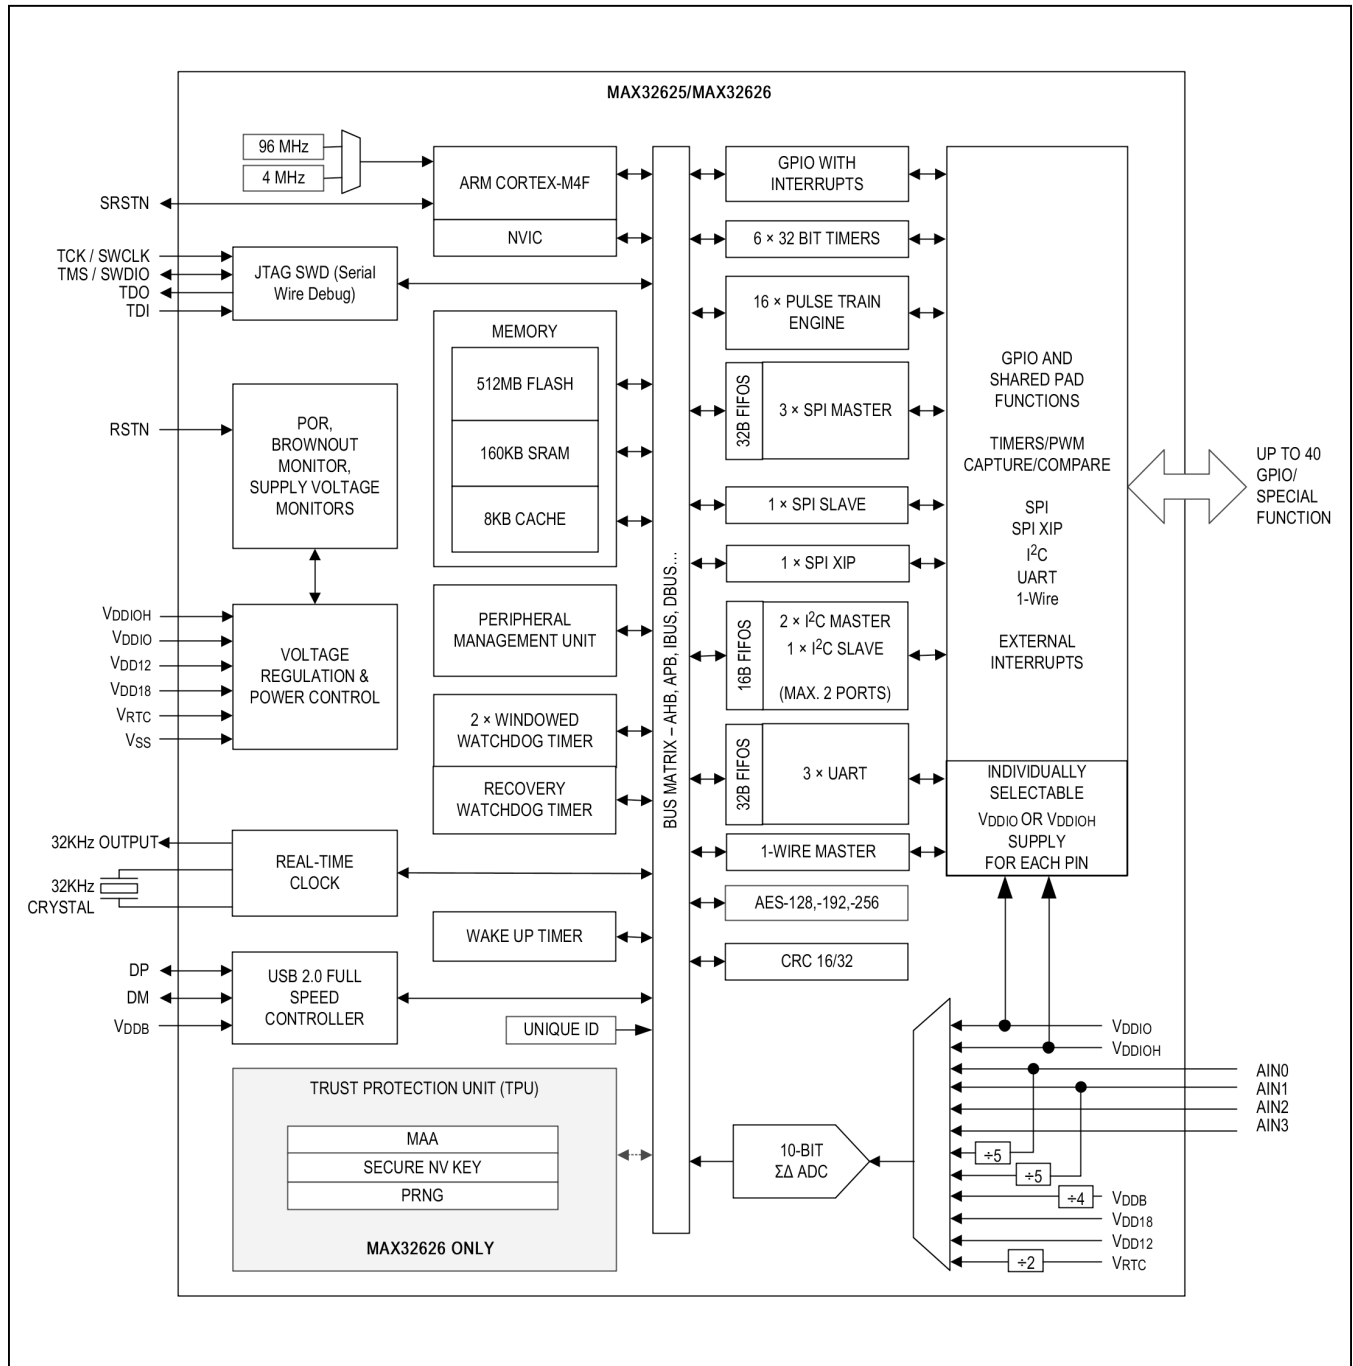 MAX32625/MAX32626
96 MHz
4 MHz
SRSTN
ARM CORTEX-M4F
NVIC
TCK / SWCLK
TMS / SWDIO
TDO
TDI
JTAG SWD (Serial
Wire Debug)
MEMORY
512MB FLASH
160KB SRAM
8KB CACHE
RSTN
POR,
BROWNOUT
MONITOR,
SUPPLY VOLTAGE
MONITORS
VDDIOH
VDDIO
VDD12
VDD18
VRTC
VSS
VOLTAGE
REGULATION &
POWER CONTROL
PERIPHERAL
MANAGEMENT UNIT
2 × WINDOWED
WATCHDOG TIMER
RECOVERY
WATCHDOG TIMER
32KHz OUTPUT
32KHz
CRYSTAL
REAL-TIME
CLOCK
WAKE UP TIMER
DP
DM
VDDB
USB 2.0 FULL
SPEED
CONTROLLER
UNIQUE ID
TRUST PROTECTION UNIT (TPU)
MAA
SECURE NV KEY
PRNG
MAX32626 ONLY
BUS MATRIX – AHB, APB, IBUS, DBUS...
GPIO WITH
INTERRUPTS
6 × 32 BIT TIMERS
16 × PULSE TRAIN
ENGINE
32B FIFOS
3 × SPI MASTER
1 × SPI SLAVE
1 × SPI XIP
16B FIFOS
2 × I²C MASTER
1 × I²C SLAVE
(MAX. 2 PORTS)
32B FIFOS
3 × UART
1-WIRE MASTER
AES-128,-192,-256
CRC 16/32
10-BIT
ΣΔ ADC
GPIO AND
SHARED PAD
FUNCTIONS
TIMERS/PWM
CAPTURE/COMPARE
SPI
SPI XIP
I²C
UART
1-Wire
EXTERNAL
INTERRUPTS
INDIVIDUALLY
SELECTABLE
VDDIO OR VDDIOH
SUPPLY
FOR EACH PIN
UP TO 40
GPIO/
SPECIAL
FUNCTION
VDDIO
VDDIOH
AIN0
AIN1
AIN2
AIN3
÷5
÷5
÷4
VDDB
VDD18
VDD12
÷2
VRTC